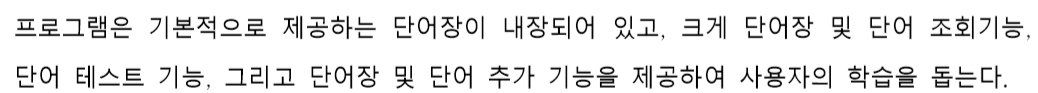 프로그램은 기본적으로 제공하는 단어장이 내장되어 있고, 크게 단어장 및 단어 조회기능,
단어 테스트 기능, 그리고 단어장 및 단어 추가 기능을 제공하여 사용자의 학습을 돕는다.